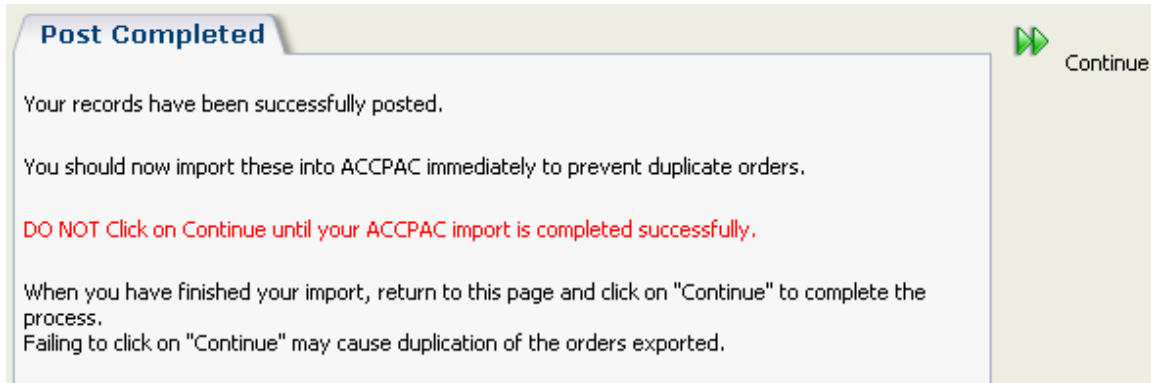 Post Completed
Continue
Your records have been successfully posted.
You should now import these into ACCPAC immediately to prevent duplicate orders.
DO NOT Click on Continue until your ACCPAC import is completed successfully.
When you have finished your import, return to this page and click on "Continue" to complete the
process.
Failing to click on "Continue" may cause duplication of the orders exported.